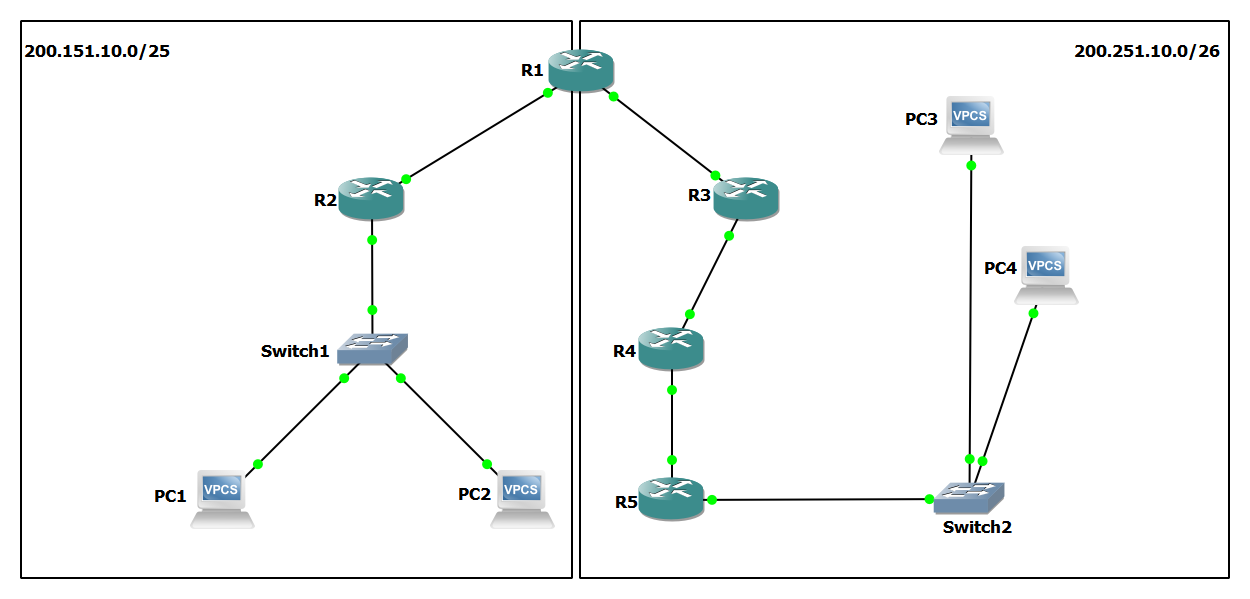 200.151.10.0/25
200.251.10.0/26
R1
PC3
VPCS
R2
R3
PC4
VPCS
Switch1
R4
PC1
VPCS
PC2
VPCS
R5
Switch2